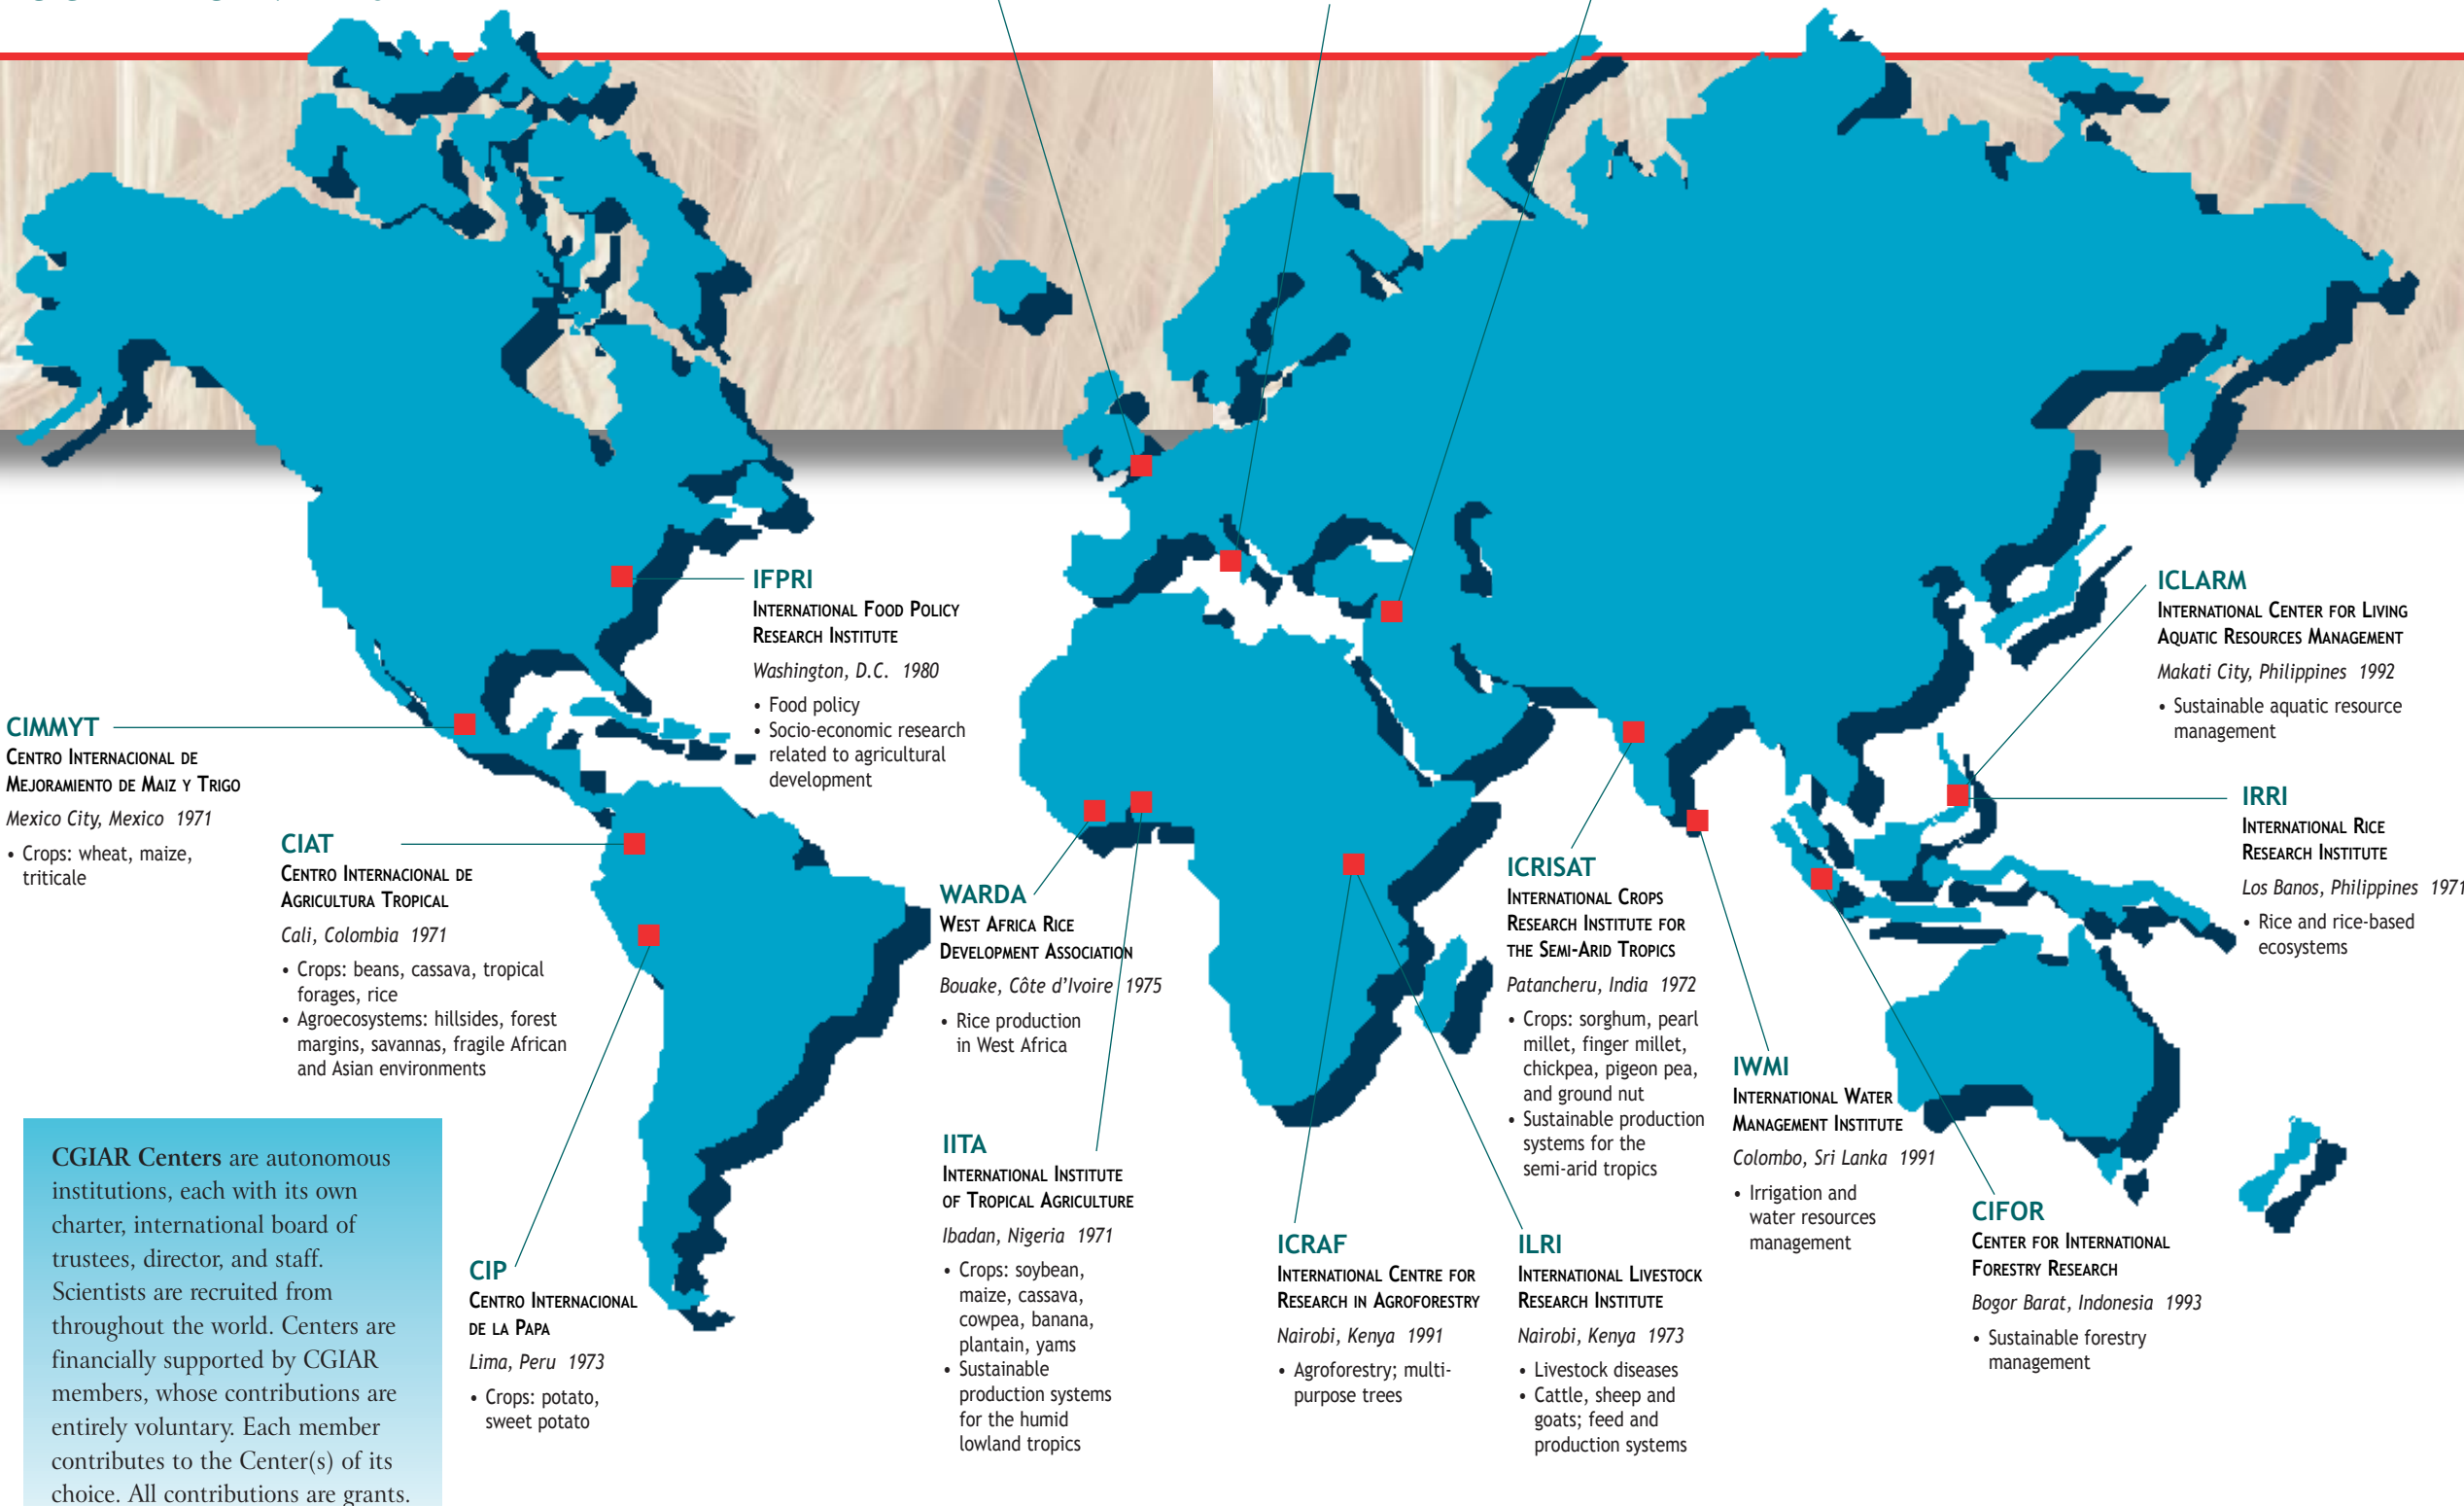 IFPRI
INTERNATIONAL FOOD POLICY
RESEARCH INSTITUTE
Washington, D.C. 1980
• Food policy
• Socio-economic research
related to agricultural
development
CIMMYT
CENTRO INTERNACIONAL DE
MEJORAMIENTO DE MAIZ Y TRIGO
Mexico City, Mexico 1971
• Crops: wheat, maize,
triticale
CIAT
CENTRO INTERNACIONAL DE
AGRICULTURA TROPICAL
Cali, Colombia 1971
• Crops: beans, cassava, tropical
forages, rice
• Agroecosystems: hillsides, forest
margins, savannas, fragile African
and Asian environments
CGIAR Centers are autonomous
institutions, each with its own
charter, international board of
trustees, director, and staff.
Scientists are recruited from
throughout the world. Centers are
financially supported by CGIAR
members, whose contributions are
entirely voluntary. Each member
contributes to the Center(s) of its
choice. All contributions are grants.
CIP
CENTRO INTERNACIONAL
DE LA PAPA
Lima, Peru 1973
• Crops: potato,
sweet potato
WARDA
WEST AFRICA RICE
DEVELOPMENT ASSOCIATION
Bouake, Côte d'Ivoire 1975
• Rice production
in West Africa
IITA
INTERNATIONAL INSTITUTE
OF TROPICAL AGRICULTURE
Ibadan, Nigeria 1971
• Crops: soybean,
maize, cassava,
cowpea, banana,
plantain, yams
• Sustainable
production systems
for the humid
lowland tropics
ICRAF
INTERNATIONAL CENTRE FOR
RESEARCH IN AGROFORESTRY
Nairobi, Kenya 1991
• Agroforestry; multi-
purpose trees
ILRI
INTERNATIONAL LIVESTOCK
RESEARCH INSTITUTE
Nairobi, Kenya 1973
• Livestock diseases
• Cattle, sheep and
goats; feed and
production systems
ICRISAT
INTERNATIONAL CROPS
RESEARCH INSTITUTE FOR
THE SEMI-ARID TROPICS
Patancheru, India 1972
• Crops: sorghum, pearl
millet, finger millet,
chickpea, pigeon pea,
and ground nut
• Sustainable production
systems for the
semi-arid tropics
IWMI
INTERNATIONAL WATER
MANAGEMENT INSTITUTE
Colombo, Sri Lanka 1991
• Irrigation and
water resources
management
CIFOR
CENTER FOR INTERNATIONAL
FORESTRY RESEARCH
Bogor Barat, Indonesia 1993
• Sustainable forestry
management
ICLARM
INTERNATIONAL CENTER FOR LIVING
AQUATIC RESOURCES MANAGEMENT
Makati City, Philippines 1992
• Sustainable aquatic resource
management
IRRI
INTERNATIONAL RICE
RESEARCH INSTITUTE
Los Banos, Philippines 1971
• Rice and rice-based
ecosystems